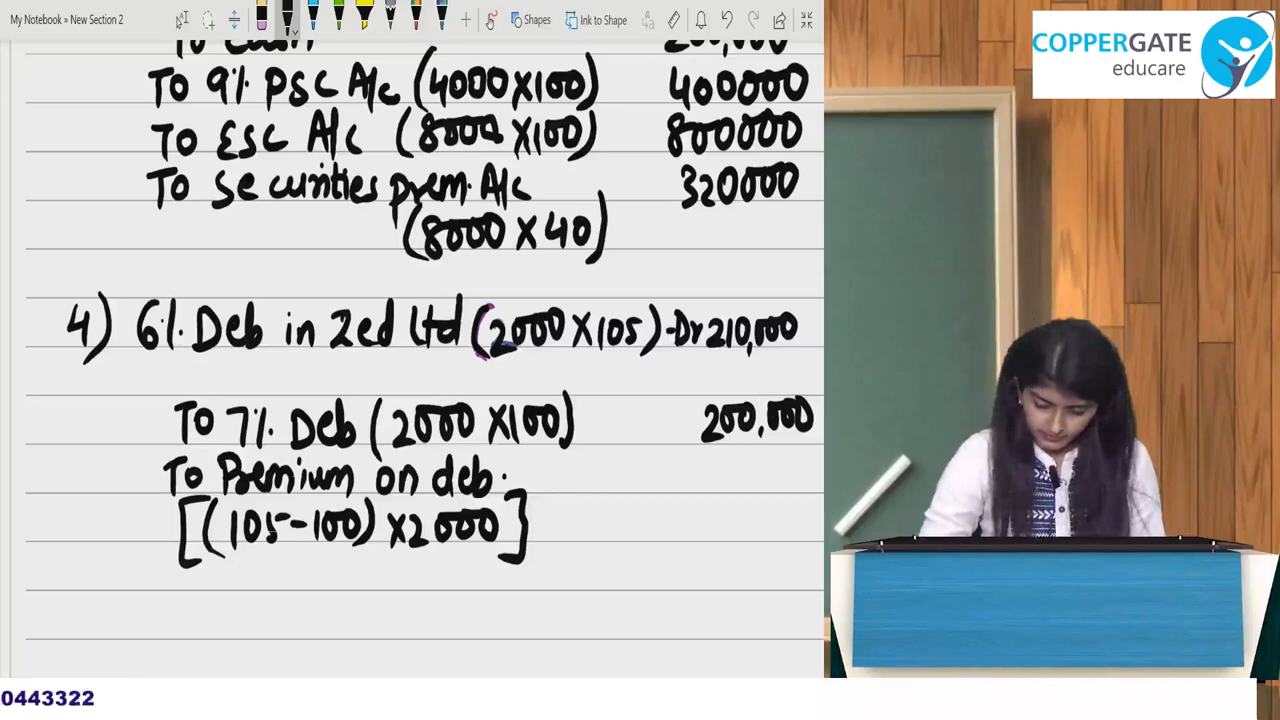 My Notebook » New Section 2
Shapes
Ink to Shape
COPPERGATE
educare
200,000
To 9% PSC A/c (4000 X 100) 400000
To ESC A/c (8000 X 100) 800000
To Securities prem. A/c 320000
(8000 X 40)
4) 6% Deb in Zed Ltd (2000 X 105) - Dr 210,000
To 7% Deb (2000 X 100) 200,000
To Premium on deb.
[(105-100) X 2000]
0443322